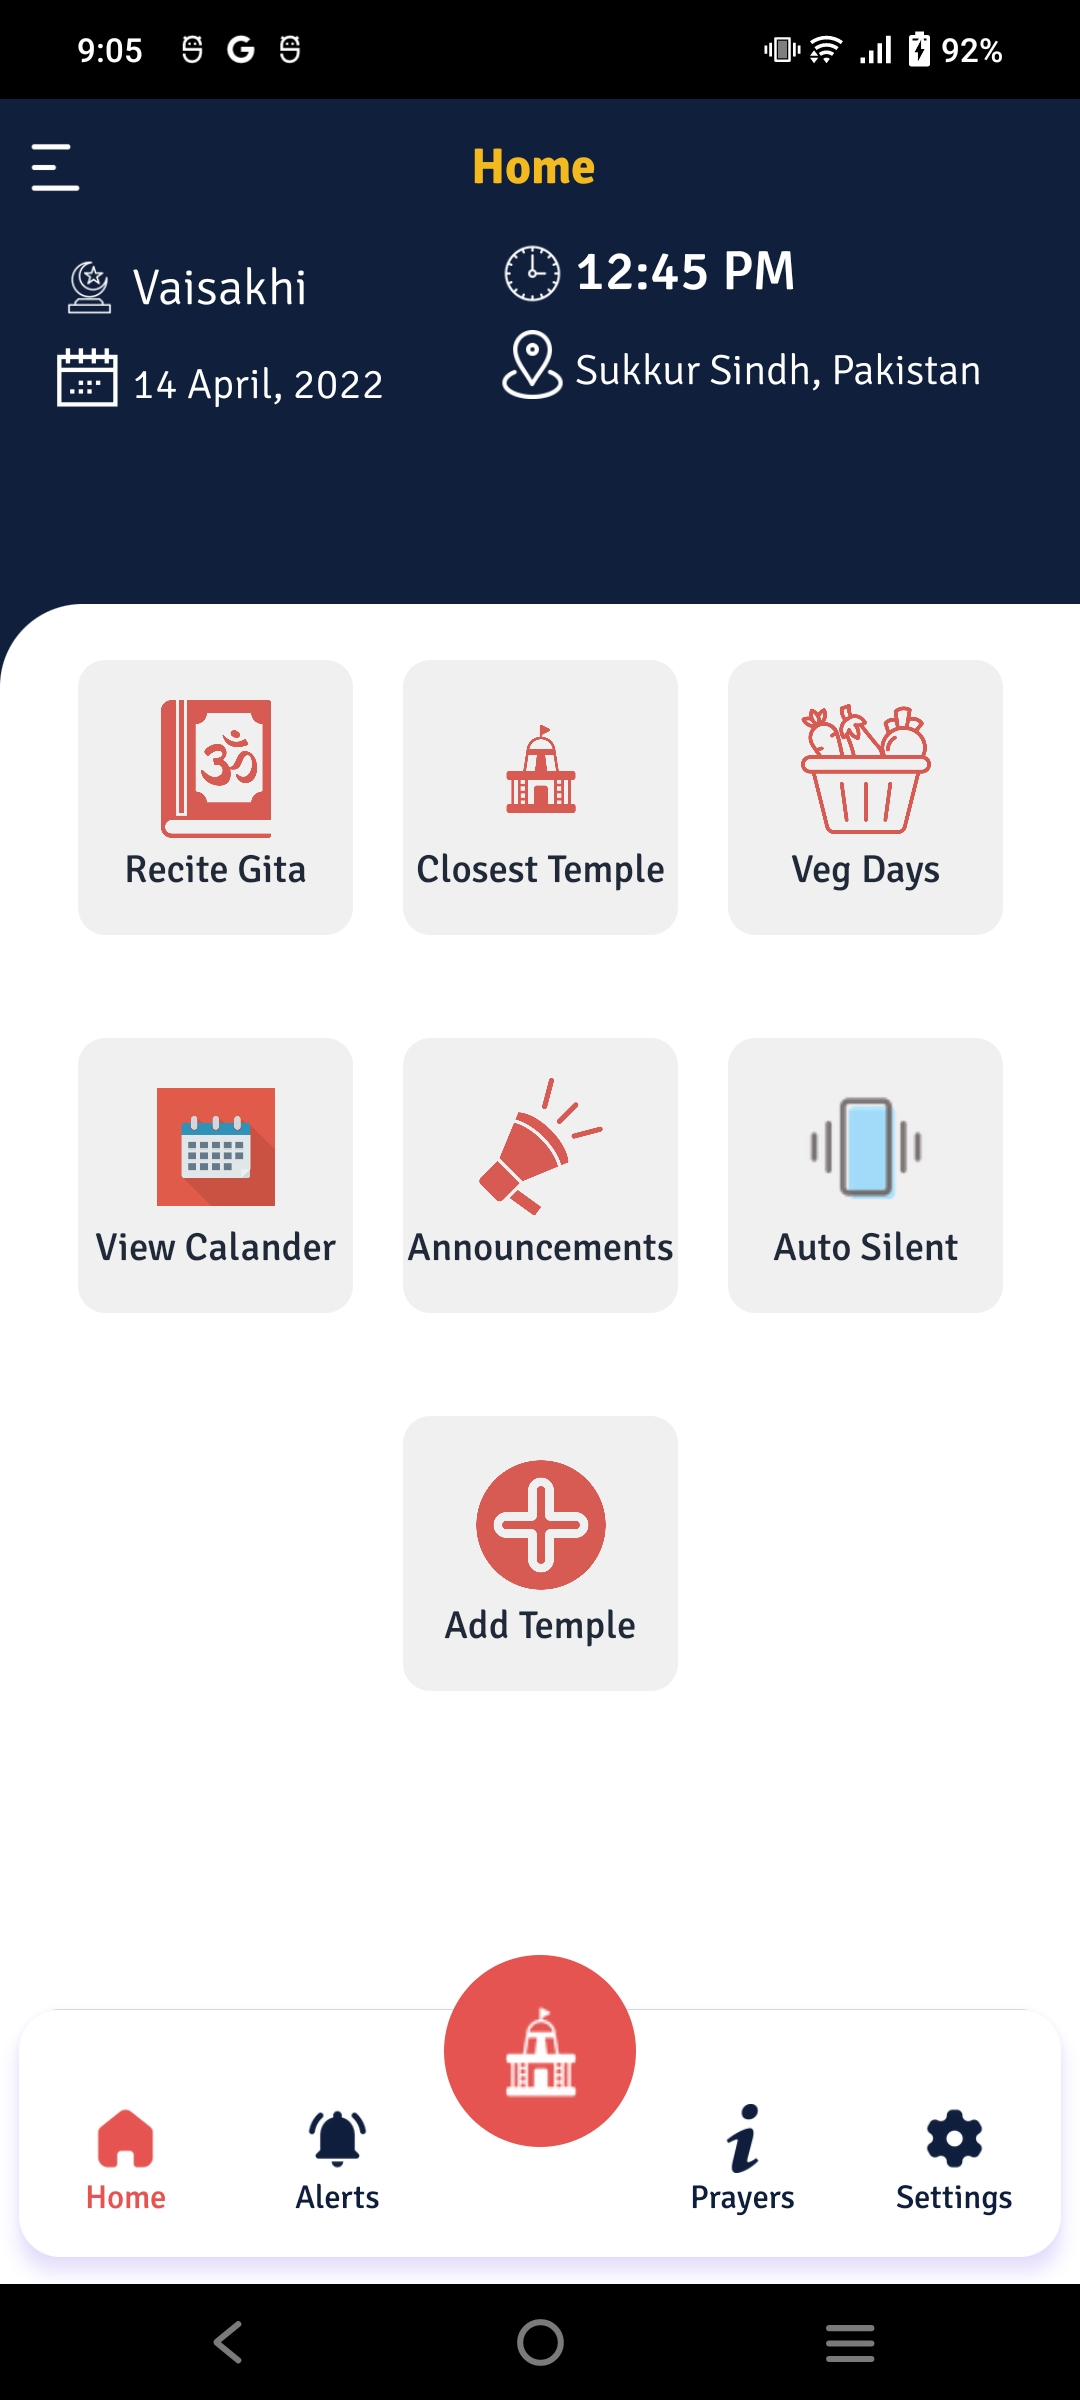 9:05
92%
Home
Vaisakhi
12:45 PM
14 April, 2022
Sukkur Sindh, Pakistan
ॐ
Recite Gita
Closest Temple
Veg Days
View Calander
Announcements
Auto Silent
Add Temple
Home
Alerts
Prayers
Settings